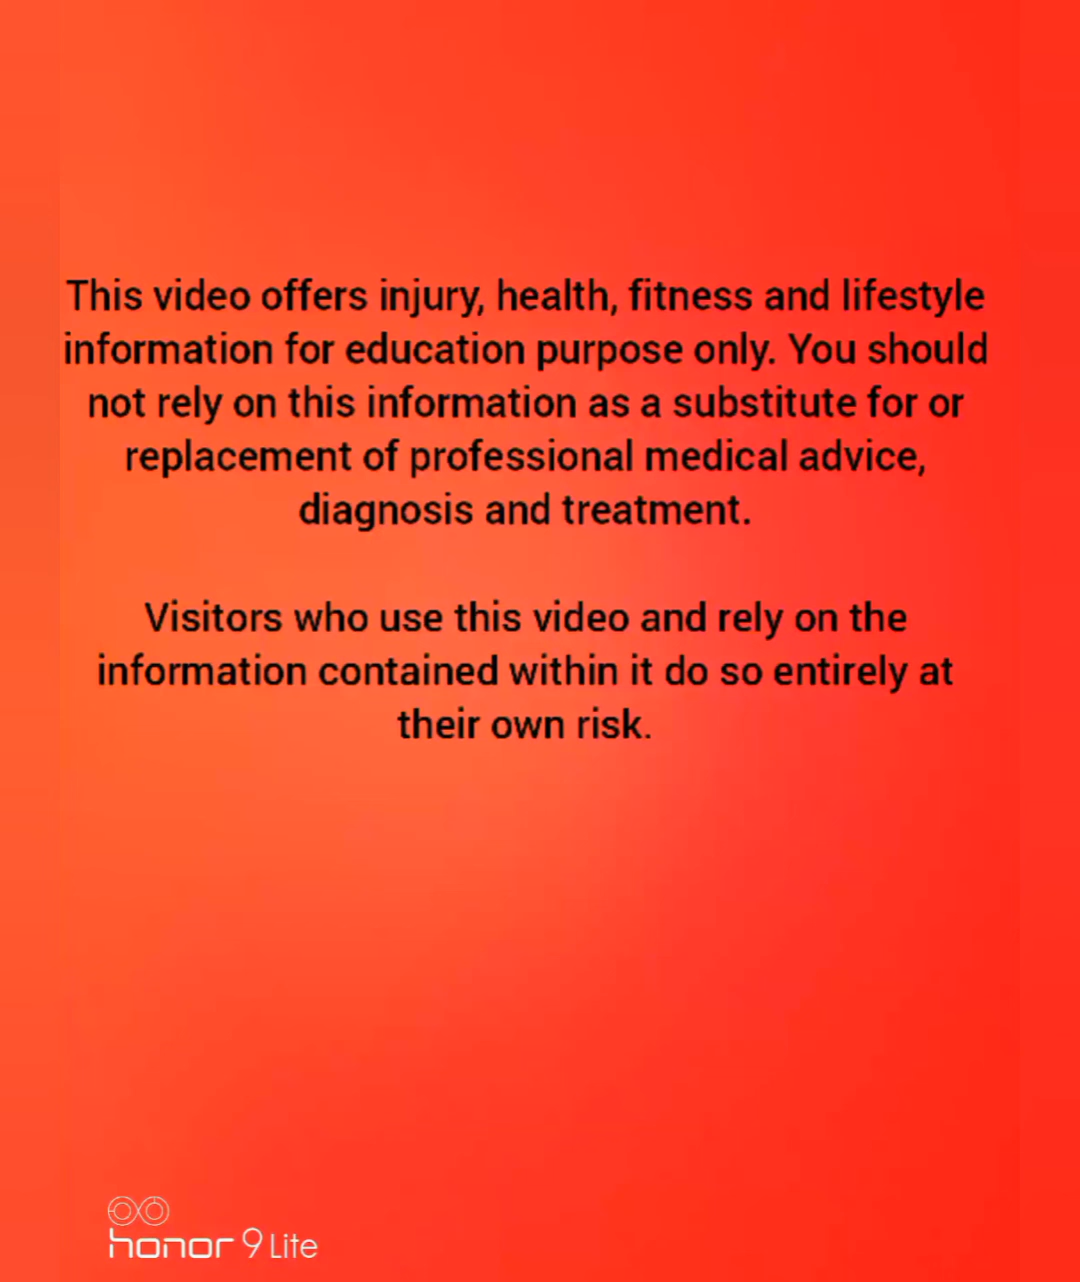 This video offers injury, health, fitness and lifestyle
information for education purpose only. You should
not rely on this information as a substitute for or
replacement of professional medical advice,
diagnosis and treatment.
Visitors who use this video and rely on the
information contained within it do so entirely at
their own risk.
honor 9 Lite